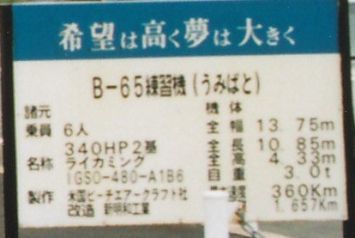 希望は高く夢は大きく
B-65練習機(うみばと)
諸元
乗員 6人
340HP2基
名称 ライカミング
IGSO-480-A1B6
製作 米国ビーチエアークラフト社
改造 新明和工業
機体
全幅 13.75m
全長 10.85m
全高 4.33m
自重 3.0t
速度 360Km
1.657Km